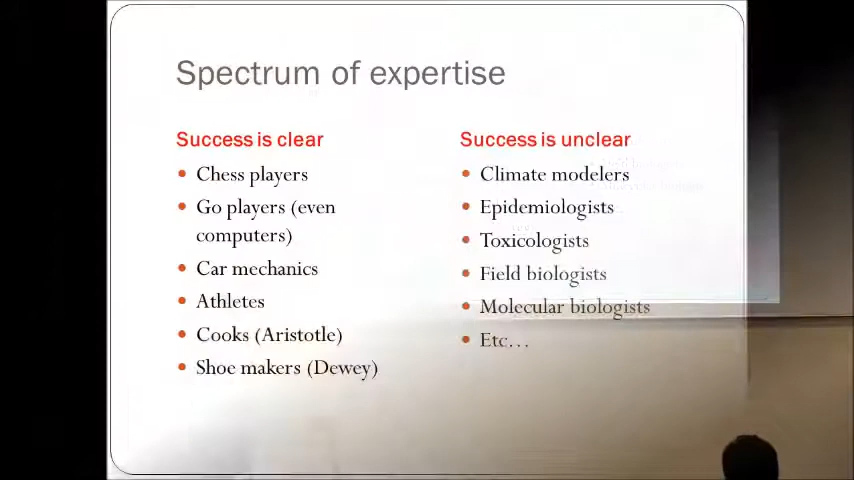 Spectrum of expertise
Success is clear
Chess players
Go players (even
computers)
Car mechanics
Athletes
Cooks (Aristotle)
Shoe makers (Dewey)
Success is unclear
Climate modelers
Epidemiologists
Toxicologists
Field biologists
Molecular biologists
Etc…